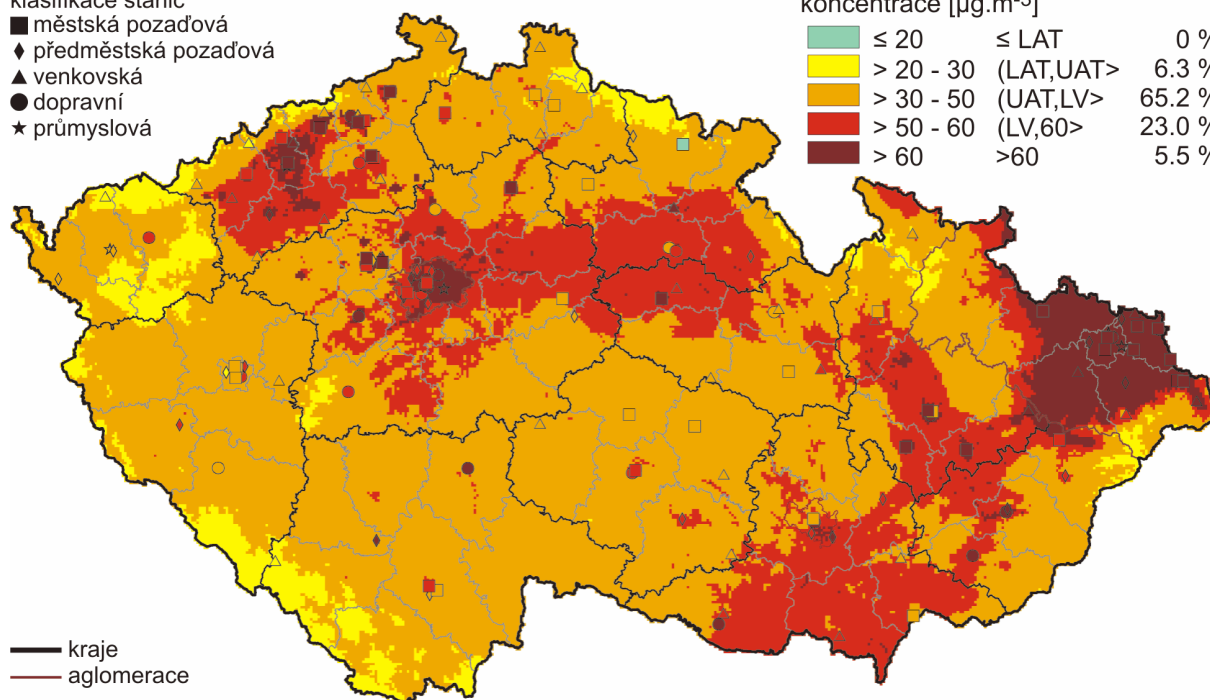 klasifikace stanic
městská pozaďová
předměstská pozaďová
venkovská
dopravní
průmyslová
koncentrace [µg.m-3]
≤ 20 ≤ LAT 0 %
> 20 - 30 (LAT,UAT> 6.3 %
> 30 - 50 (UAT,LV> 65.2 %
> 50 - 60 (LV,60> 23.0 %
> 60 >60 5.5 %
kraje
aglomerace